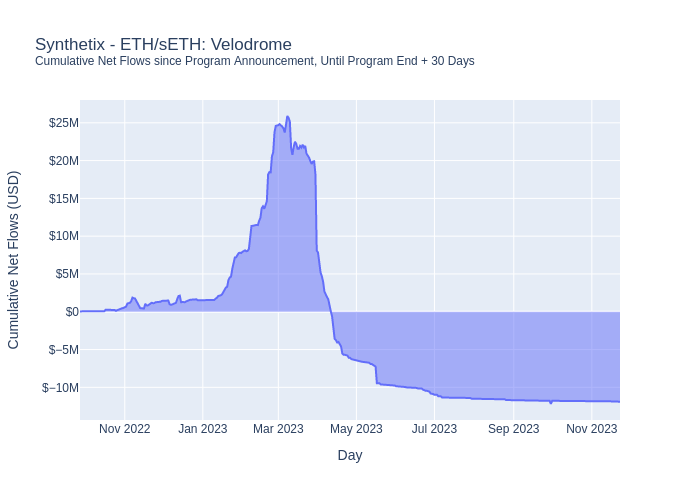 Synthetix - ETH/sETH: Velodrome
Cumulative Net Flows since Program Announcement, Until Program End + 30 Days
$25M
$20M
$15M
$10M
$5M
$0
$−5M
$−10M
Cumulative Net Flows (USD)
Nov 2022
Jan 2023
Mar 2023
May 2023
Jul 2023
Sep 2023
Nov 2023
Day